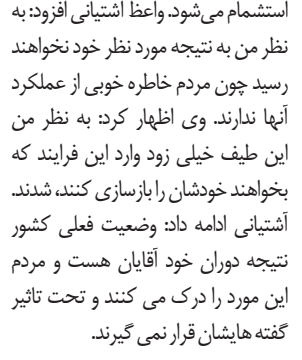 استشمام می‌شود. واعظ آشتیانی افزود: به
نظر من به نتیجه مورد نظر خود نخواهند
رسید چون مردم خاطره خوبی از عملکرد
آنها ندارند. وی اظهار کرد: به نظر من
این طیف خیلی زود وارد این فرایند که
بخواهند خودشان را بازسازی کنند، شدند.
آشتیانی ادامه داد: وضعیت فعلی کشور
نتیجه دوران خود آقایان هست و مردم
این مورد را درک می کنند و تحت تاثیر
گفته هایشان قرار نمی گیرند.